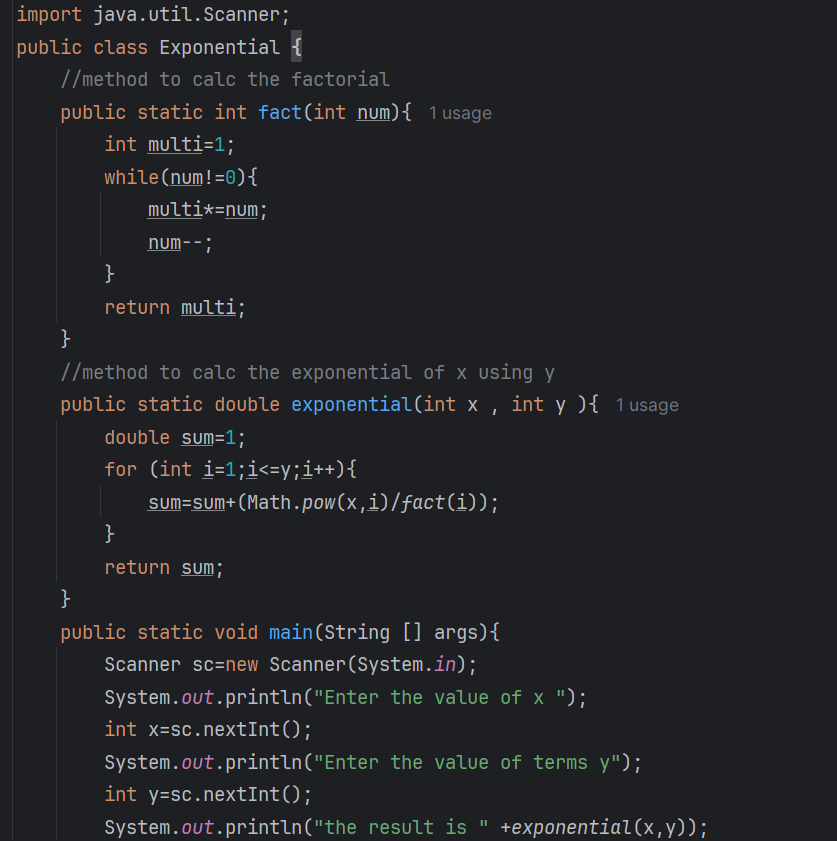 import java.util.Scanner;
public class Exponential {
    //method to calc the factorial
    public static int fact(int num){ 1 usage
        int multi=1;
        while(num!=0){
            multi*=num;
            num--;
        }
        return multi;
    }
    //method to calc the exponential of x using y
    public static double exponential(int x , int y ){ 1 usage
        double sum=1;
        for (int i=1;i<=y;i++){
            sum=sum+(Math.pow(x,i)/fact(i));
        }
        return sum;
    }
    public static void main(String [] args){
        Scanner sc=new Scanner(System.in);
        System.out.println("Enter the value of x ");
        int x=sc.nextInt();
        System.out.println("Enter the value of terms y");
        int y=sc.nextInt();
        System.out.println("the result is " +exponential(x,y));